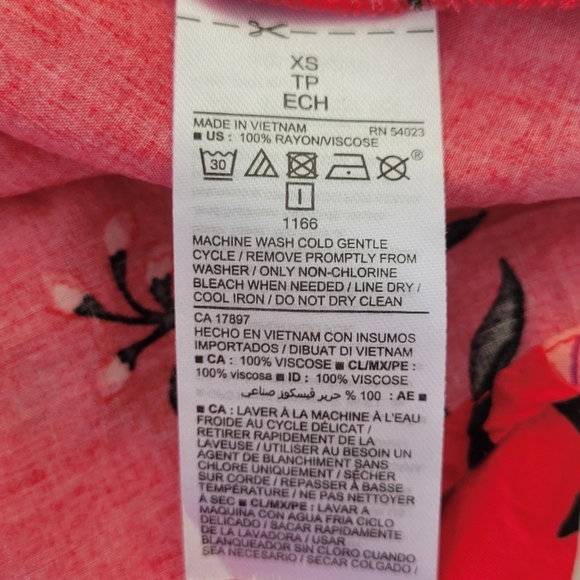 XS
TP
ECH
MADE IN VIETNAM RN 54023
■ US : 100% RAYON/VISCOSE
30
®
I
1166
MACHINE WASH COLD GENTLE
CYCLE / REMOVE PROMPTLY FROM
WASHER / ONLY NON-CHLORINE
BLEACH WHEN NEEDED / LINE DRY /
COOL IRON / DO NOT DRY CLEAN
CA 17897
HECHO EN VIETNAM CON INSUMOS
IMPORTADOS / DIBUAT DI VIETNAM
■ CA : 100% VISCOSE ■ CL/MX/PE :
100% viscosa ■ ID : 100% VISCOSE
■ AE : 100 % حرير ڤيسكوز صناعي
■ CA : LAVER À LA MACHINE À L'EAU
FROIDE AU CYCLE DÉLICAT /
RETIRER RAPIDEMENT DE LA
LAVEUSE / UTILISER AU BESOIN UN
AGENT DE BLANCHIMENT SANS
CHLORE UNIQUEMENT / SÉCHER
SUR CORDE / REPASSER À BASSE
TEMPÉRATURE / NE PAS NETTOYER
À SEC ■ CL/MX/PE : LAVAR A
MAQUINA CON AGUA FRIA CICLO
DELICADO / SACAR RAPIDAMENTE
DE LA LAVADORA / USAR
BLANQUEADOR SIN CLORO CUANDO
SEA NECESARIO / SECAR COLGADO /